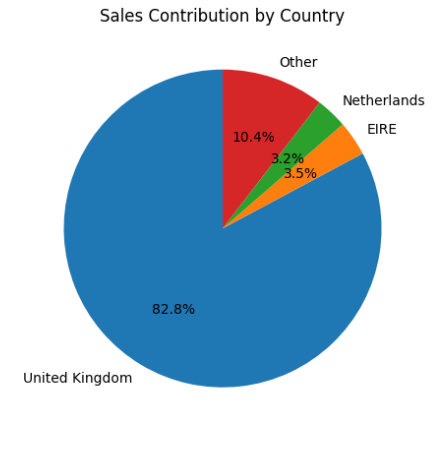 Sales Contribution by Country
Other
Netherlands
EIRE
10.4%
3.2%
3.5%
82.8%
United Kingdom